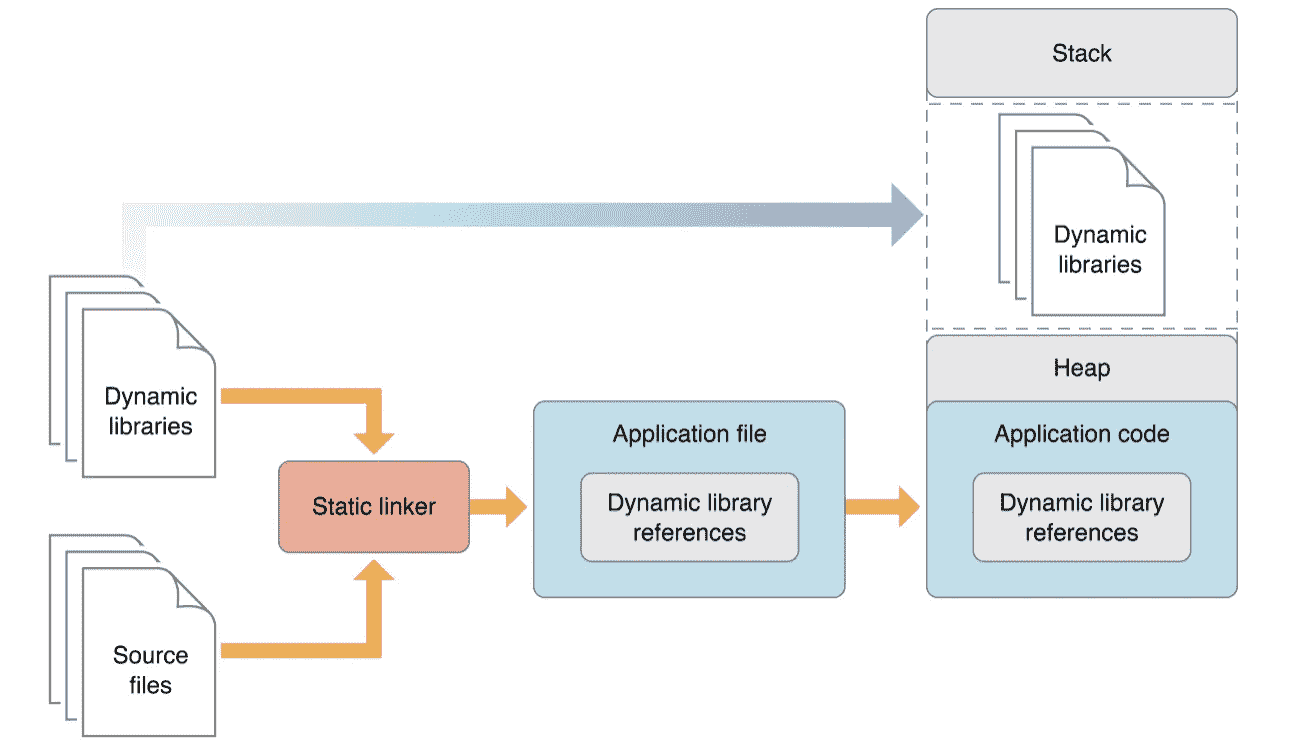 Stack
Dynamic
libraries
Heap
Dynamic
libraries
Static linker
Application file
Dynamic library
references
Application code
Dynamic library
references
Source
files